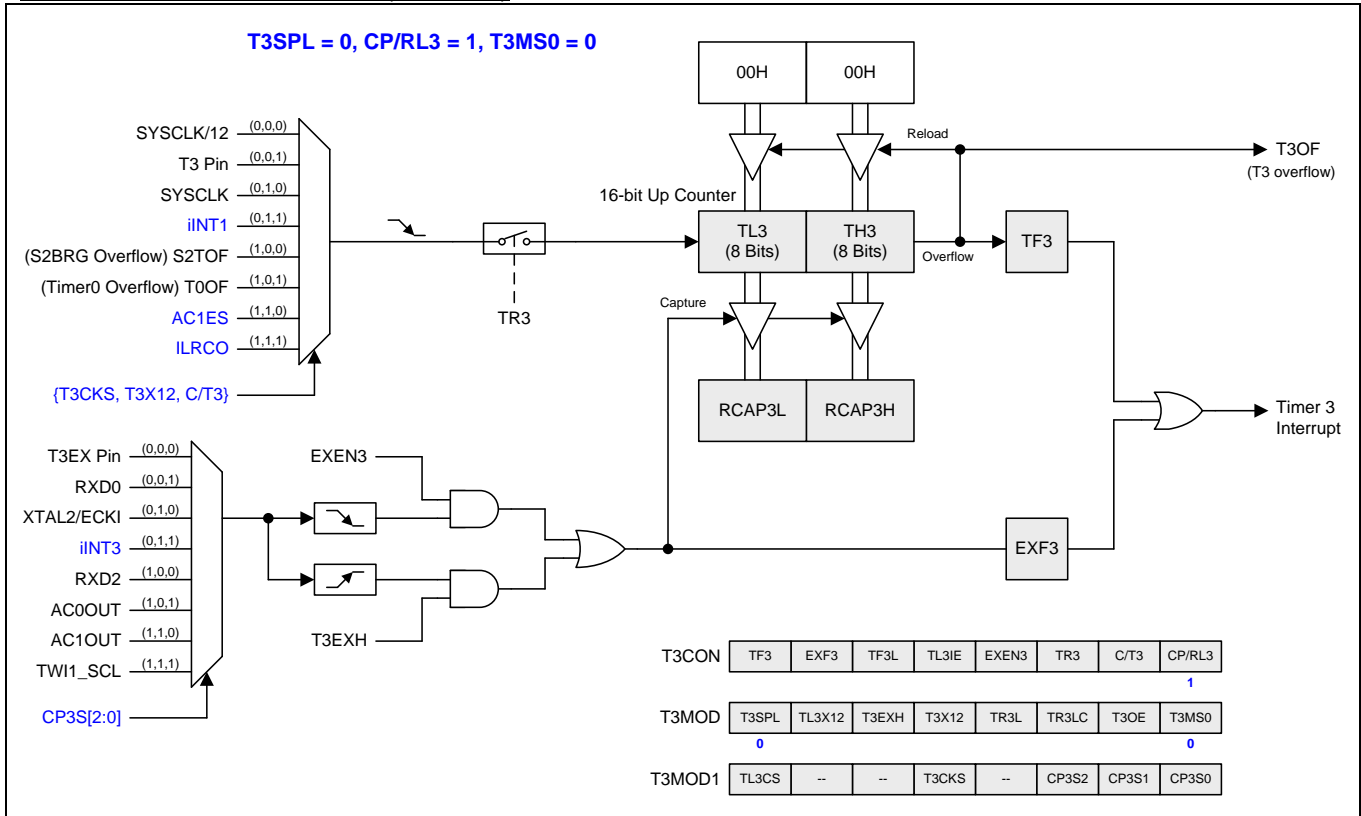 T3SPL = 0, CP/RL3 = 1, T3MS0 = 0
00H 00H
SYSCLK/12 (0,0,0)
T3 Pin (0,0,1)
SYSCLK (0,1,0)
iINT1 (0,1,1)
(S2BRG Overflow) S2TOF (1,0,0)
(Timer0 Overflow) T0OF (1,0,1)
AC1ES (1,1,0)
ILRCO (1,1,1)
{T3CKS, T3X12, C/T3}
TR3
Reload
T3OF
(T3 overflow)
16-bit Up Counter
TL3
(8 Bits)
TH3
(8 Bits)
Overflow
TF3
Capture
RCAP3L RCAP3H
Timer 3
Interrupt
T3EX Pin (0,0,0)
RXD0 (0,0,1)
XTAL2/ECKI (0,1,0)
iINT3 (0,1,1)
RXD2 (1,0,0)
AC0OUT (1,0,1)
AC1OUT (1,1,0)
TWI1_SCL (1,1,1)
CP3S[2:0]
EXEN3
T3EXH
EXF3
T3CON TF3 EXF3 TF3L TL3IE EXEN3 TR3 C/T3 CP/RL3
1
T3MOD T3SPL TL3X12 T3EXH T3X12 TR3L TR3LC T3OE T3MS0
0 0
T3MOD1 TL3CS -- -- T3CKS -- CP3S2 CP3S1 CP3S0